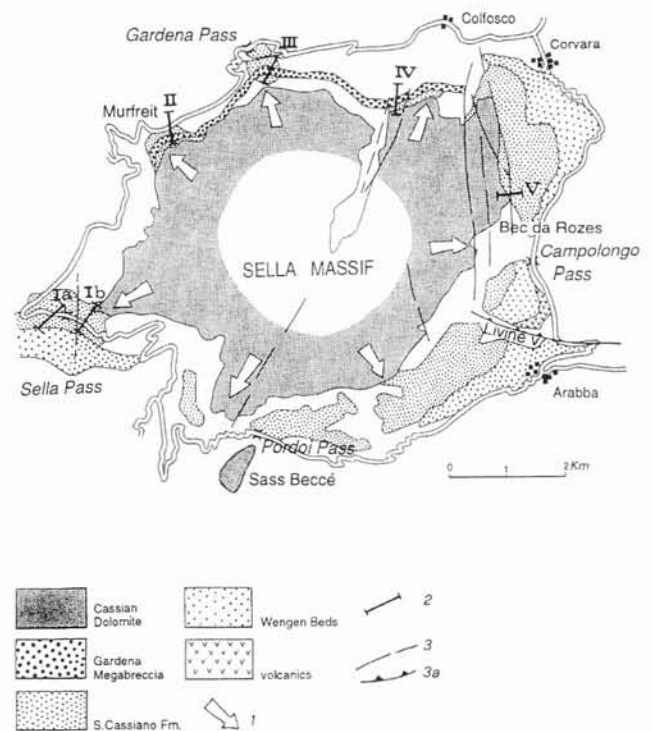 Colfosco
Gardena Pass
III
Corvara
IV
Murfreit
II
V
Bec da Rozes
SELLA MASSIF
Campolongo
Pass
Ia
Ib
Livinè V.
Sella Pass
Arabba
Pordoi Pass
Sass Beccé
0 1 2 Km
Cassian
Dolomite
Wengen Beds
2
Gardena
Megabreccia
volcanics
3
3a
S.Cassiano Fm.
1